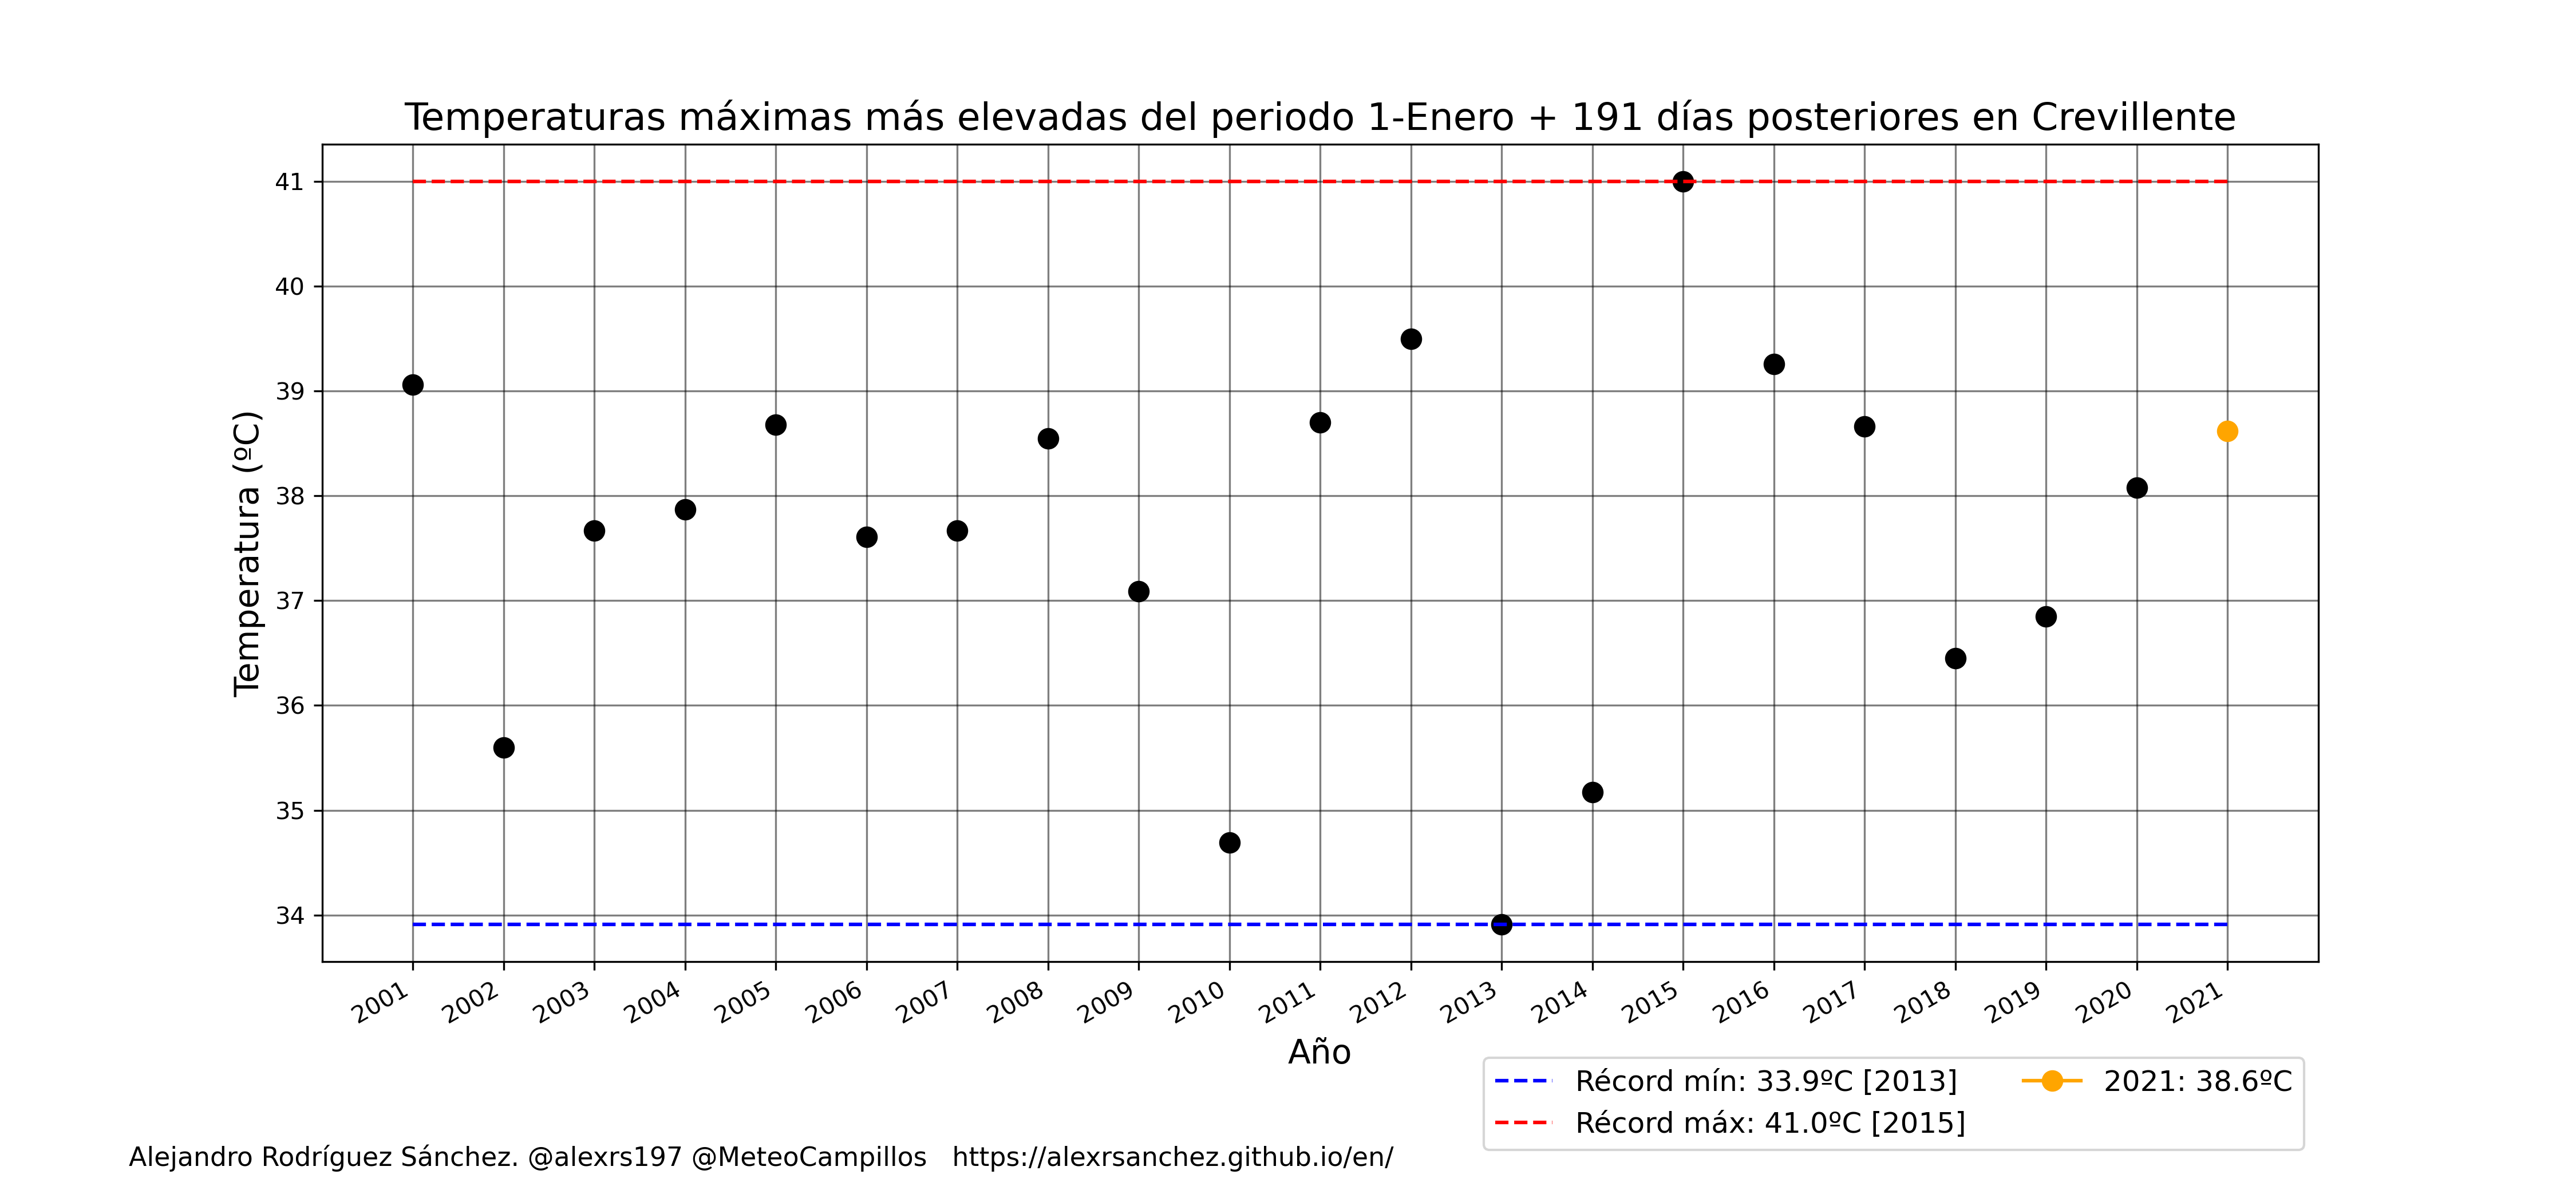 Temperaturas máximas más elevadas del periodo 1-Enero + 191 días posteriores en Crevillente
Temperatura (ºC)
41
40
39
38
37
36
35
34
2001 2002 2003 2004 2005 2006 2007 2008 2009 2010 2011 2012 2013 2014 2015 2016 2017 2018 2019 2020 2021
Año
Récord mín: 33.9ºC [2013]
Récord máx: 41.0ºC [2015]
2021: 38.6ºC
Alejandro Rodríguez Sánchez. @alexrs197 @MeteoCampillos https://alexrsanchez.github.io/en/